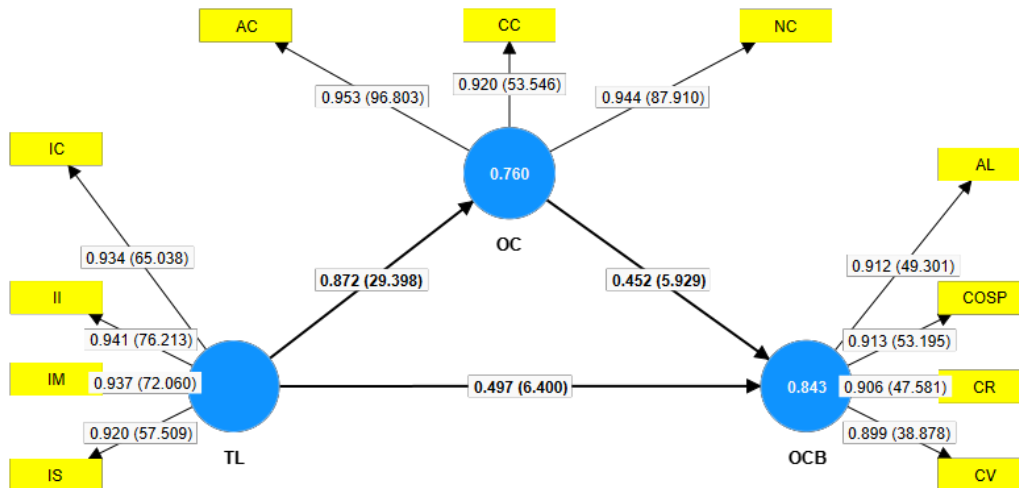 AC
CC
NC
0.953 (96.803)
0.920 (53.546)
0.944 (87.910)
IC
AL
0.760
OC
0.934 (65.038)
0.872 (29.398)
0.452 (5.929)
0.912 (49.301)
II
COSP
0.941 (76.213)
0.913 (53.195)
IM
0.937 (72.060)
0.497 (6.400)
0.843
0.906 (47.581)
CR
0.920 (57.509)
0.899 (38.878)
TL
OCB
IS
CV